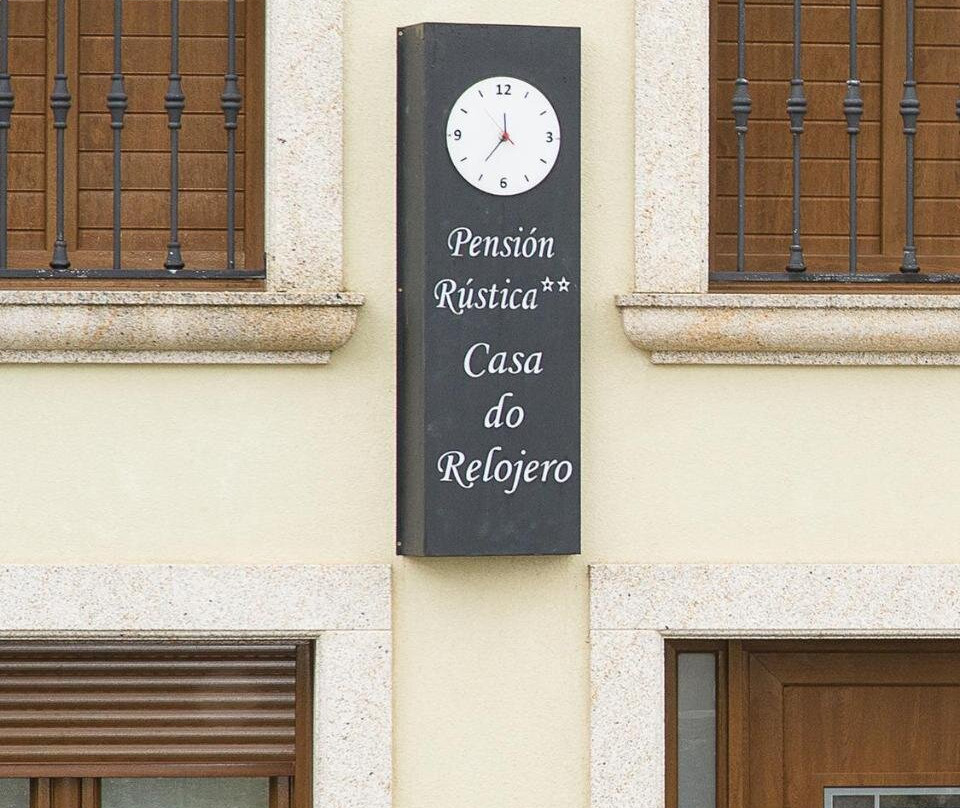 12
9 3
6
Pensión
Rústica**
Casa
do
Relojero